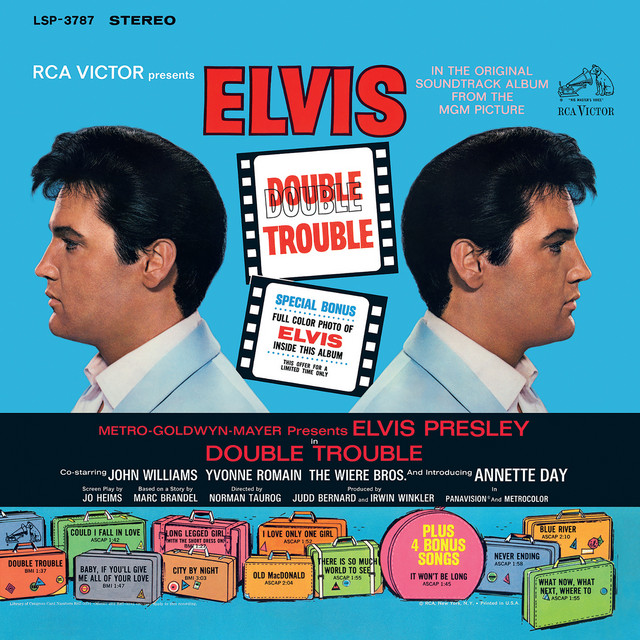 LSP-3787 STEREO
RCA VICTOR presents
ELVIS
IN THE ORIGINAL
SOUNDTRACK ALBUM
FROM THE
MGM PICTURE
"HIS MASTER'S VOICE"
RCA VICTOR
DOUBLE
DOUBLE
TROUBLE
SPECIAL BONUS
FULL COLOR PHOTO OF
ELVIS
INSIDE THIS ALBUM
THIS OFFER FOR A
LIMITED TIME ONLY
METRO-GOLDWYN-MAYER Presents ELVIS PRESLEY
in
DOUBLE TROUBLE
Co-starring JOHN WILLIAMS YVONNE ROMAIN THE WIERE BROS. And Introducing ANNETTE DAY
Screen Play by
JO HEIMS
Based on a Story by
MARC BRANDEL
Directed by
NORMAN TAUROG
Produced by
JUDD BERNARD and IRWIN WINKLER
In
PANAVISION® And METROCOLOR
DOUBLE TROUBLE
BMI 1:37
COULD I FALL IN LOVE
ASCAP 1:42
BABY, IF YOU'LL GIVE
ME ALL OF YOUR LOVE
BMI 1:47
LONG LEGGED GIRL
(WITH THE SHORT DRESS ON)
BMI 1:27
CITY BY NIGHT
BMI 3:03
I LOVE ONLY ONE GIRL
ASCAP 1:46
OLD MacDONALD
ASCAP 2:04
THERE IS SO MUCH
WORLD TO SEE
ASCAP 1:55
PLUS
4 BONUS
SONGS
IT WON'T BE LONG
ASCAP 1:45
NEVER ENDING
ASCAP 1:58
BLUE RIVER
ASCAP 2:10
WHAT NOW, WHAT
NEXT, WHERE TO
ASCAP 1:55
© RCA, New York, N.Y. • Printed in U.S.A.